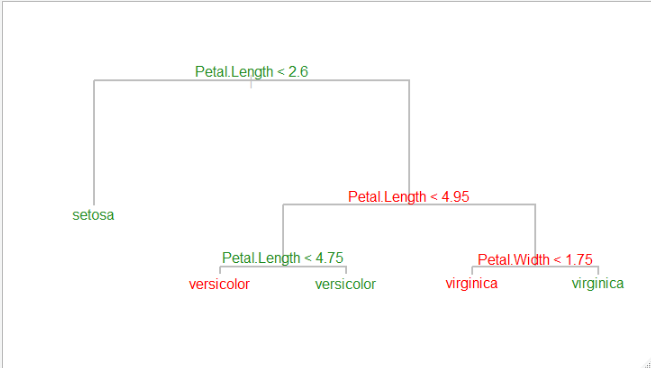 Petal.Length < 2.6
Petal.Length < 4.95
setosa
Petal.Length < 4.75
Petal.Width < 1.75
versicolor
versicolor
virginica
virginica